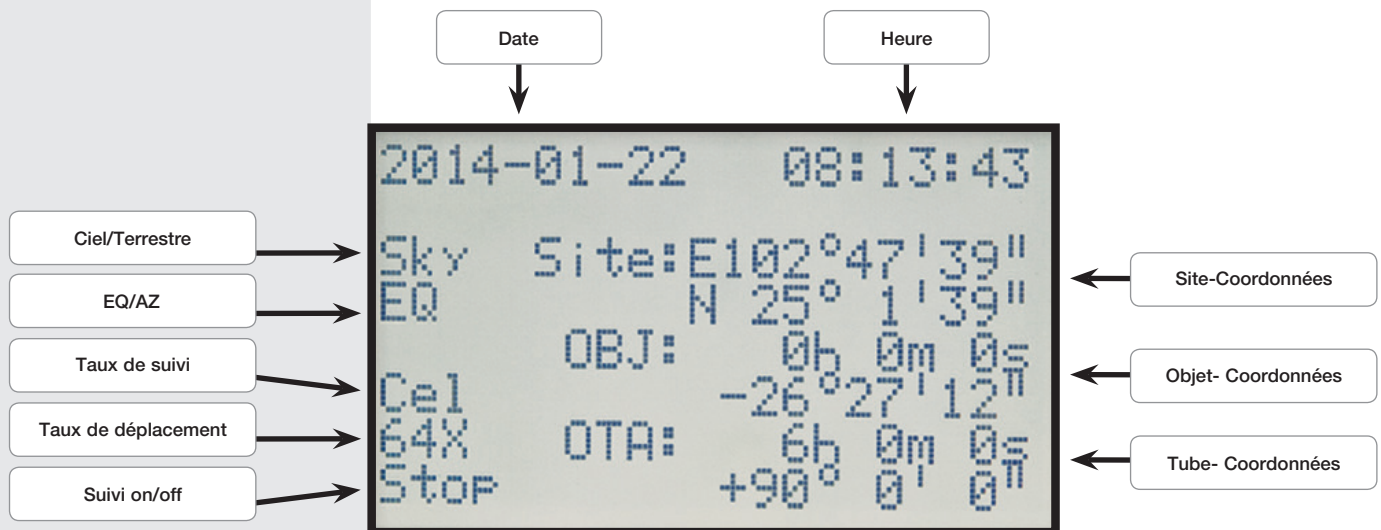 Date
Heure
2014-01-22 08:13:43
Ciel/Terrestre
Sky Site:E102°47'39"
Site-Coordonnées
EQ/AZ
EQ N 25° 1'39"
Taux de suivi
OBJ: 0h 0m 0s
Objet- Coordonnées
Cel -26°27'12"
Taux de déplacement
64X OTA: 6h 0m 0s
Tube- Coordonnées
Suivi on/off
Stop +90° 0' 0"